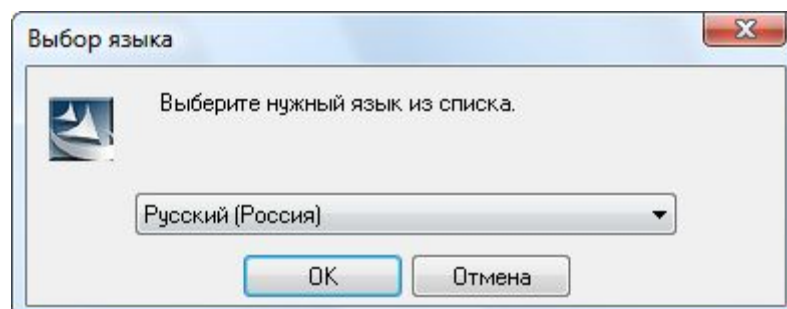 Выбор языка
Выберите нужный язык из списка.
Русский (Россия)
OK Отмена